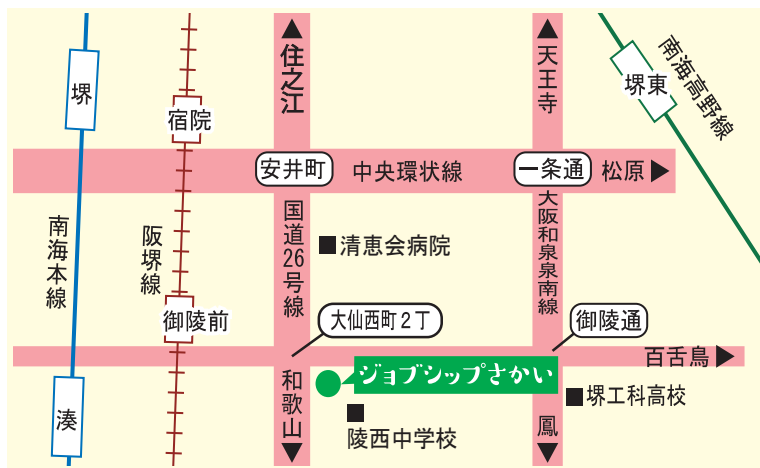 住之江
天王寺
南海高野線
堺東
堺
宿院
安井町
中央環状線
一条通
松原
南海本線
阪堺線
国道26号線
清恵会病院
大阪和泉泉南線
御陵前
大仙西町2丁
御陵通
百舌鳥
ジョブシップさかい
和歌山
堺工科高校
湊
陵西中学校
鳳